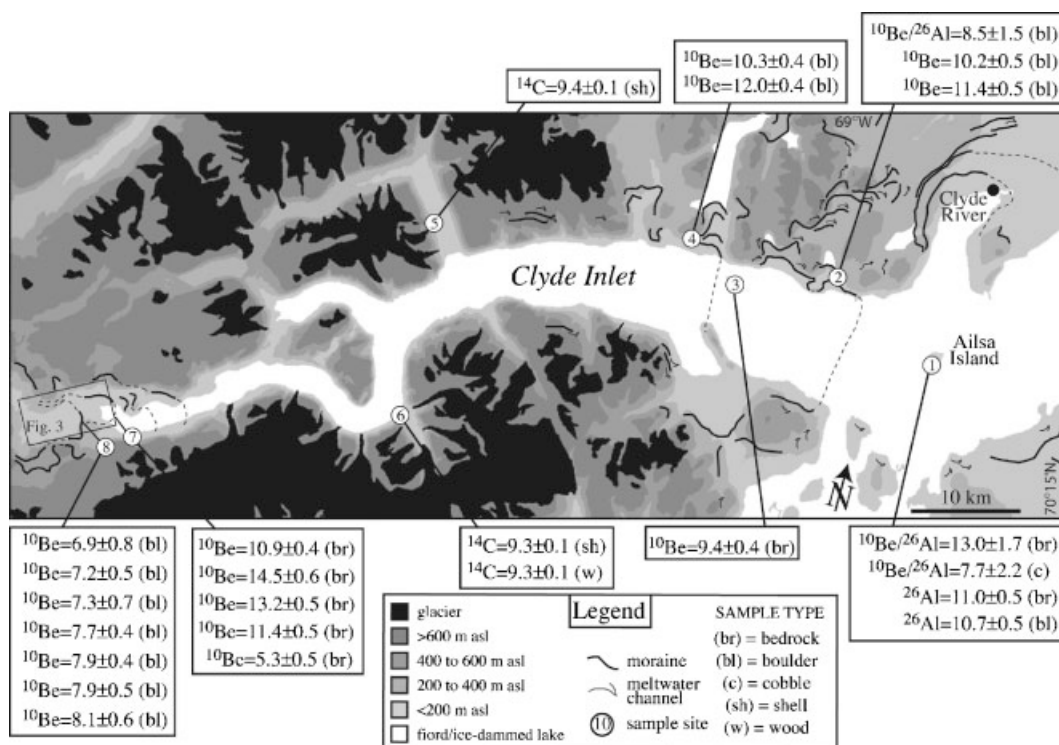 ¹⁰Be/²⁶Al=8.5±1.5 (bl)
¹⁰Be=10.2±0.5 (bl)
¹⁰Be=11.4±0.5 (bl)
¹⁰Be=10.3±0.4 (bl)
¹⁰Be=12.0±0.4 (bl)
¹⁴C=9.4±0.1 (sh)
69°W
Clyde
River
5
4
Clyde Inlet
3
2
Ailsa
Island
1
6
Fig. 3
8
7
N
10 km
70°15'N
¹⁰Be=6.9±0.8 (bl)
¹⁰Be=7.2±0.5 (bl)
¹⁰Be=7.3±0.7 (bl)
¹⁰Be=7.7±0.4 (bl)
¹⁰Be=7.9±0.4 (bl)
¹⁰Be=7.9±0.5 (bl)
¹⁰Be=8.1±0.6 (bl)
¹⁰Be=10.9±0.4 (br)
¹⁰Be=14.5±0.6 (br)
¹⁰Be=13.2±0.5 (br)
¹⁰Be=11.4±0.5 (br)
¹⁰Be=5.3±0.5 (br)
¹⁴C=9.3±0.1 (sh)
¹⁴C=9.3±0.1 (w)
¹⁰Be=9.4±0.4 (br)
¹⁰Be/²⁶Al=13.0±1.7 (br)
¹⁰Be/²⁶Al=7.7±2.2 (c)
²⁶Al=11.0±0.5 (br)
²⁶Al=10.7±0.5 (bl)
Legend
glacier
>600 m asl
400 to 600 m asl
200 to 400 m asl
<200 m asl
fiord/ice-dammed lake
moraine
meltwater
channel
10 sample site
SAMPLE TYPE
(br) = bedrock
(bl) = boulder
(c) = cobble
(sh) = shell
(w) = wood